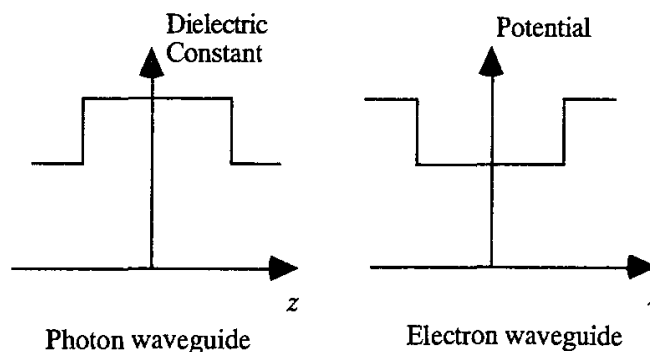 Dielectric
Constant
Potential
z
Photon waveguide
Electron waveguide